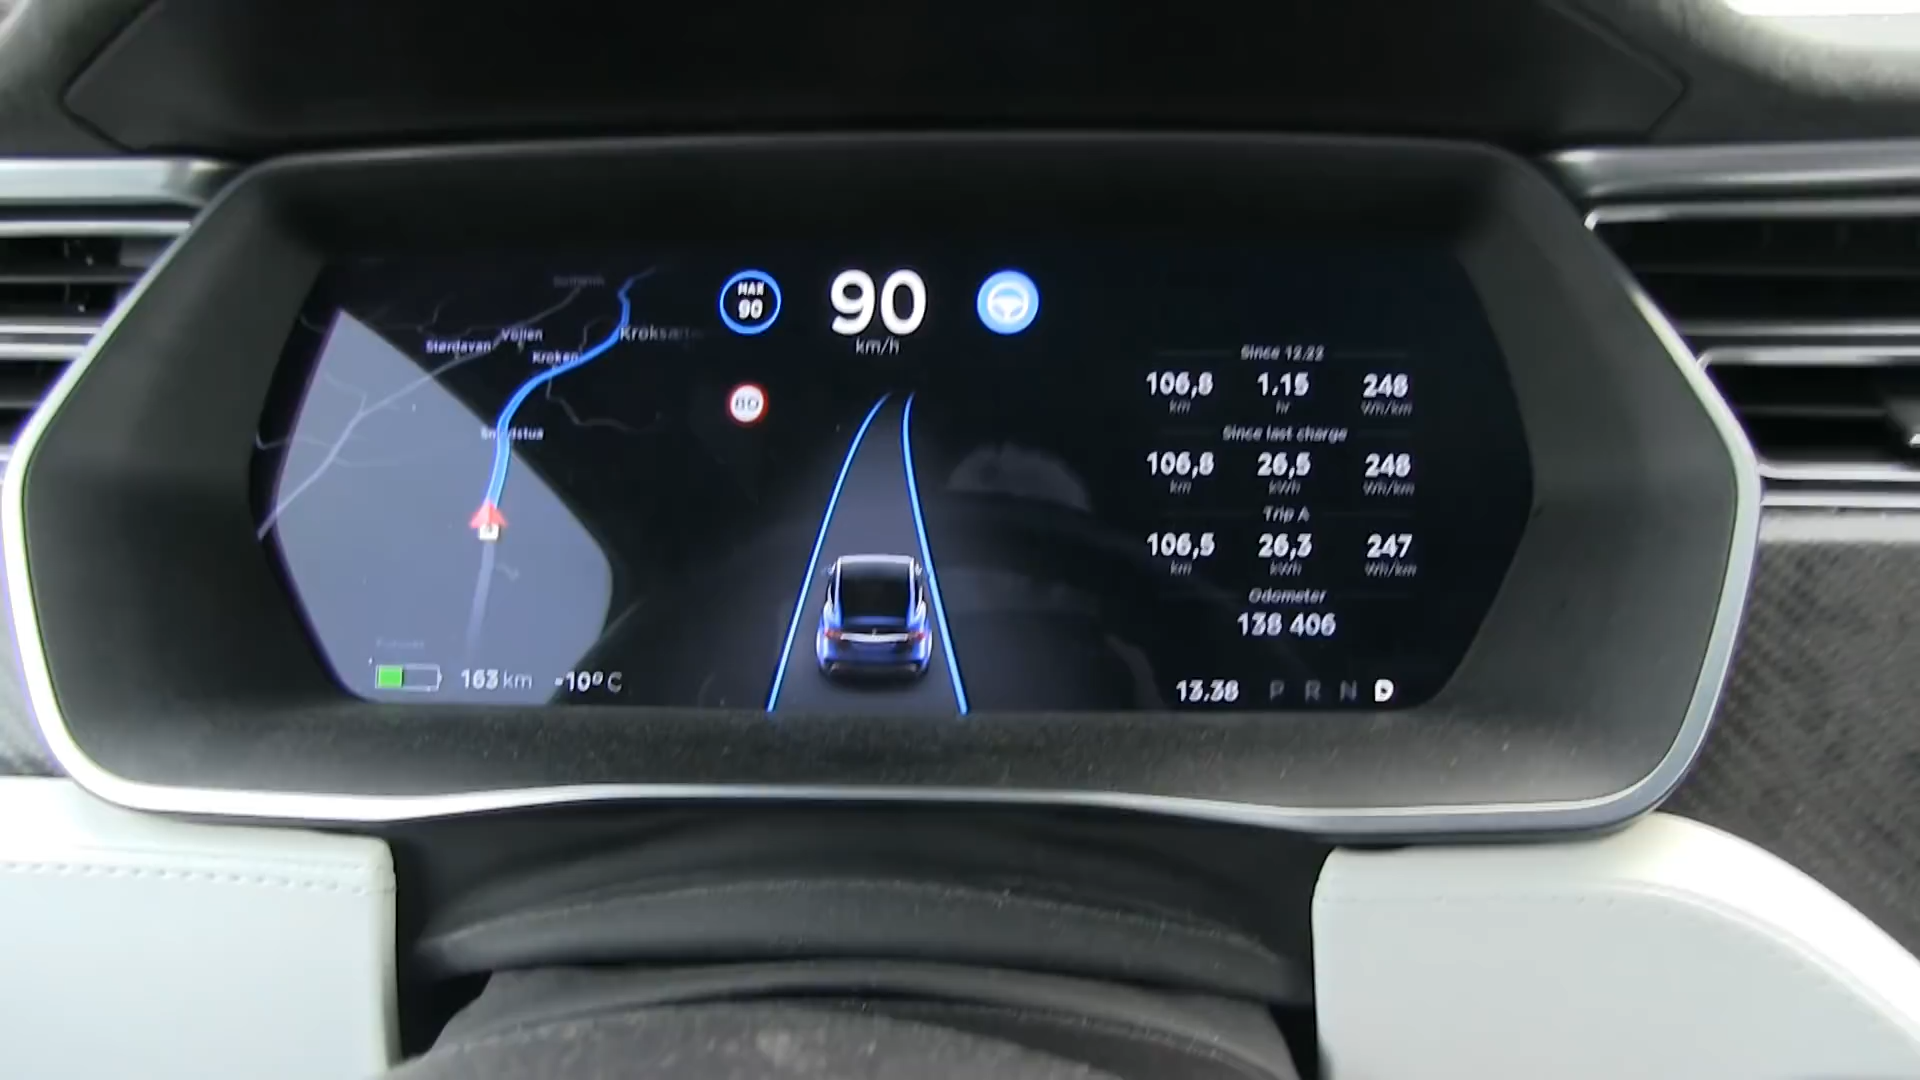 MAX
90
90
km/h
80
Vøjen
Størdavan
Kroken
163 km -10° C
Since 12.22
106,8 1.15 248
km hr Wh/km
Since last charge
106,8 26,5 248
km kWh Wh/km
Trip A
106,5 26,3 247
km kWh Wh/km
Odometer
138 406
13.38 P R N D